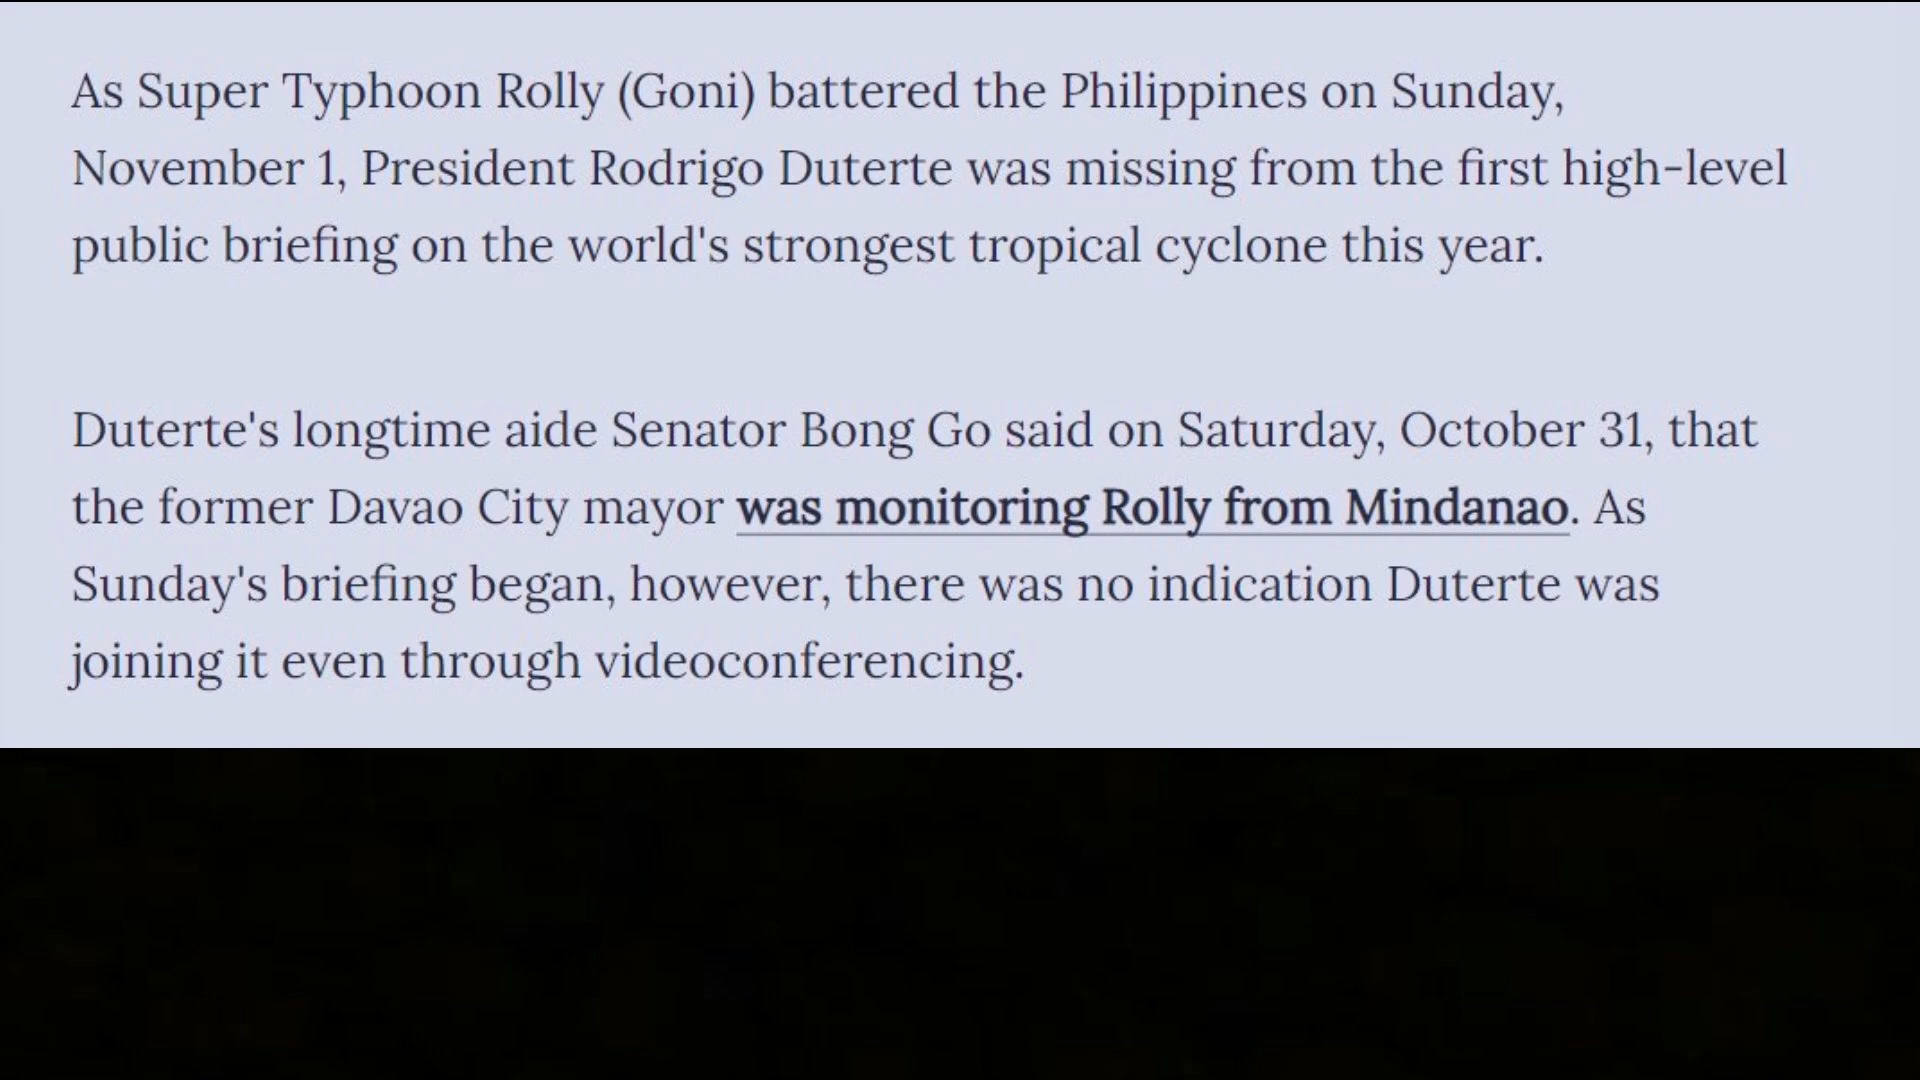 As Super Typhoon Rolly (Goni) battered the Philippines on Sunday,
November 1, President Rodrigo Duterte was missing from the first high-level
public briefing on the world's strongest tropical cyclone this year.
Duterte's longtime aide Senator Bong Go said on Saturday, October 31, that
the former Davao City mayor was monitoring Rolly from Mindanao. As
Sunday's briefing began, however, there was no indication Duterte was
joining it even through videoconferencing.